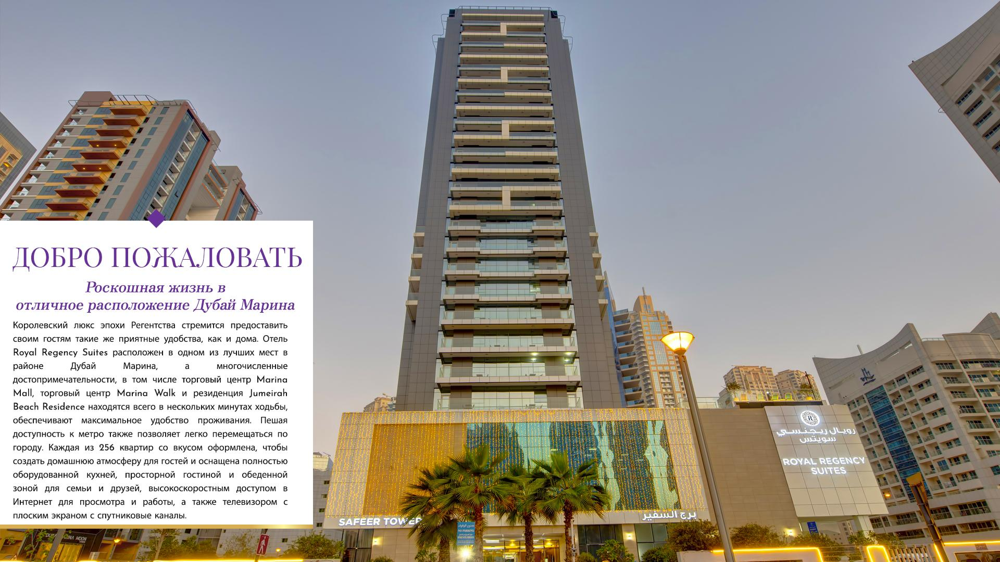 ДОБРО ПОЖАЛОВАТЬ
Роскошная жизнь в
отличное расположение Дубай Марина
Королевский люкс эпохи Регентства стремится предоставить
своим гостям такие же приятные удобства, как и дома. Отель
Royal Regency Suites расположен в одном из лучших мест в
районе Дубай Марина, а многочисленные
достопримечательности, в том числе торговый центр Marina
Mall, торговый центр Marina Walk и резиденция Jumeirah
Beach Residence находятся всего в нескольких минутах ходьбы,
обеспечивают максимальное удобство проживания. Пешая
доступность к метро также позволяет легко перемещаться по
городу. Каждая из 256 квартир со вкусом оформлена, чтобы
создать домашнюю атмосферу для гостей и оснащена полностью
оборудованной кухней, просторной гостиной и обеденной
зоной для семьи и друзей, высокоскоростным доступом в
Интернет для просмотра и работы, а также телевизором с
плоским экраном с спутниковые каналы.
R
رويال ريجنسي
سويتس
ROYAL REGENCY
SUITES
SAFEER TOWER
برج السفير
NO PARKING
MOON